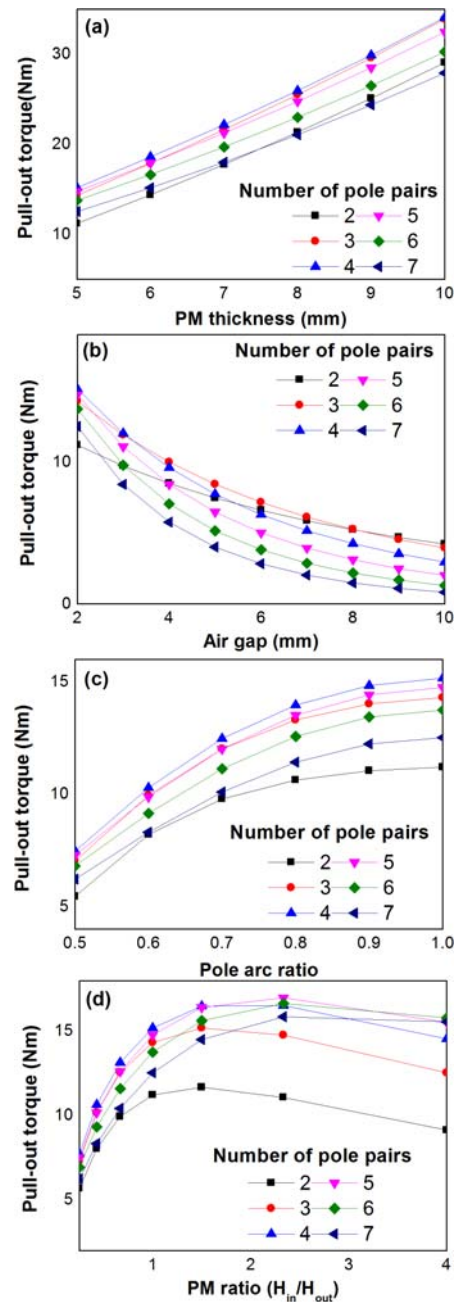 (a)
Pull-out torque(Nm)
30
20
10
Number of pole pairs
2 5
3 6
4 7
5 6 7 8 9 10
PM thickness (mm)
(b)
Number of pole pairs
2 5
3 6
4 7
Pull-out torque (Nm)
10
0
2 4 6 8 10
Air gap (mm)
(c)
Pull-out torque (Nm)
15
10
5
Number of pole pairs
2 5
3 6
4 7
0.5 0.6 0.7 0.8 0.9 1.0
Pole arc ratio
(d)
Pull-out torque (Nm)
15
10
5
Number of pole pairs
2 5
3 6
4 7
1 2 3 4
PM ratio (H_in/H_out)